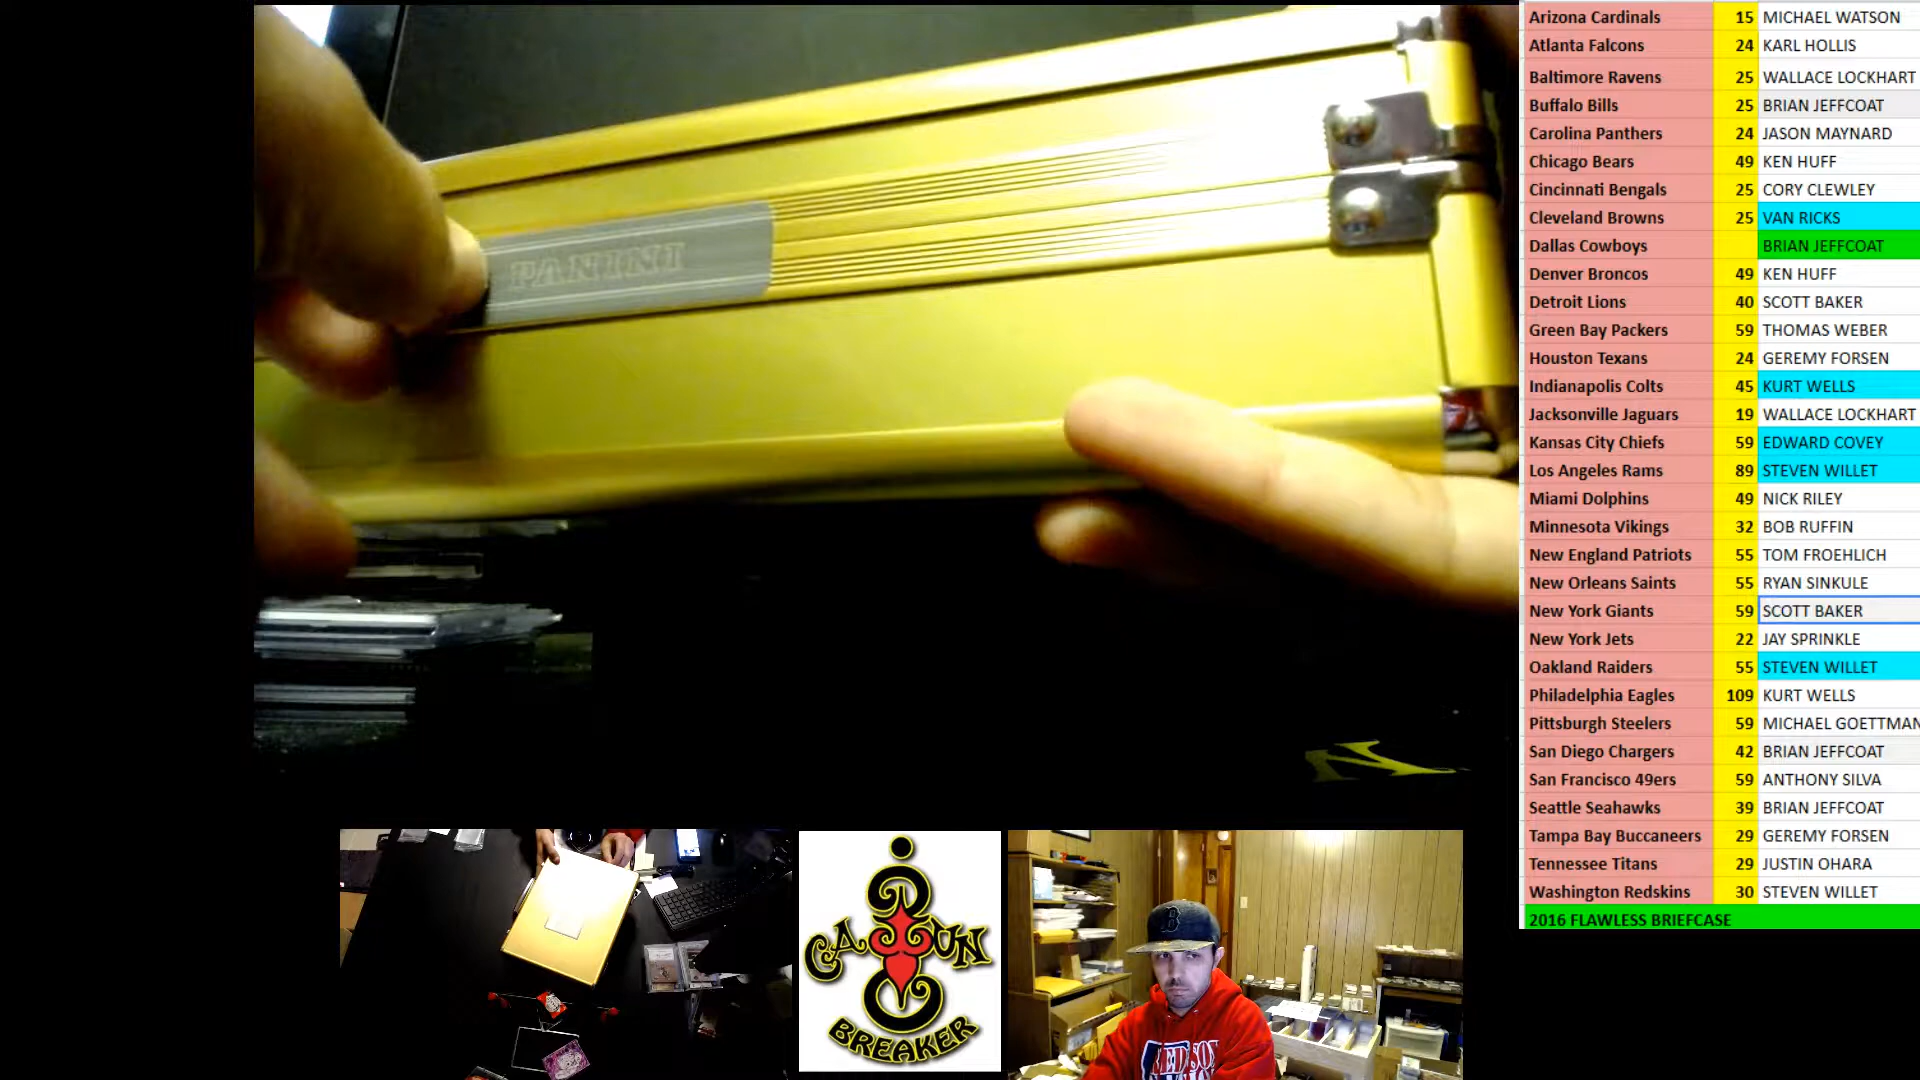 PANINI
Arizona Cardinals 15 MICHAEL WATSON
Atlanta Falcons 24 KARL HOLLIS
Baltimore Ravens 25 WALLACE LOCKHART
Buffalo Bills 25 BRIAN JEFFCOAT
Carolina Panthers 24 JASON MAYNARD
Chicago Bears 49 KEN HUFF
Cincinnati Bengals 25 CORY CLEWLEY
Cleveland Browns 25 VAN RICKS
Dallas Cowboys BRIAN JEFFCOAT
Denver Broncos 49 KEN HUFF
Detroit Lions 40 SCOTT BAKER
Green Bay Packers 59 THOMAS WEBER
Houston Texans 24 GEREMY FORSEN
Indianapolis Colts 45 KURT WELLS
Jacksonville Jaguars 19 WALLACE LOCKHART
Kansas City Chiefs 59 EDWARD COVEY
Los Angeles Rams 89 STEVEN WILLET
Miami Dolphins 49 NICK RILEY
Minnesota Vikings 32 BOB RUFFIN
New England Patriots 55 TOM FROEHLICH
New Orleans Saints 55 RYAN SINKULE
New York Giants 59 SCOTT BAKER
New York Jets 22 JAY SPRINKLE
Oakland Raiders 55 STEVEN WILLET
Philadelphia Eagles 109 KURT WELLS
Pittsburgh Steelers 59 MICHAEL GOETTMAN
San Diego Chargers 42 BRIAN JEFFCOAT
San Francisco 49ers 59 ANTHONY SILVA
Seattle Seahawks 39 BRIAN JEFFCOAT
Tampa Bay Buccaneers 29 GEREMY FORSEN
Tennessee Titans 29 JUSTIN OHARA
Washington Redskins 30 STEVEN WILLET
2016 FLAWLESS BRIEFCASE
CAJUN
BREAKER
B
RED SOX